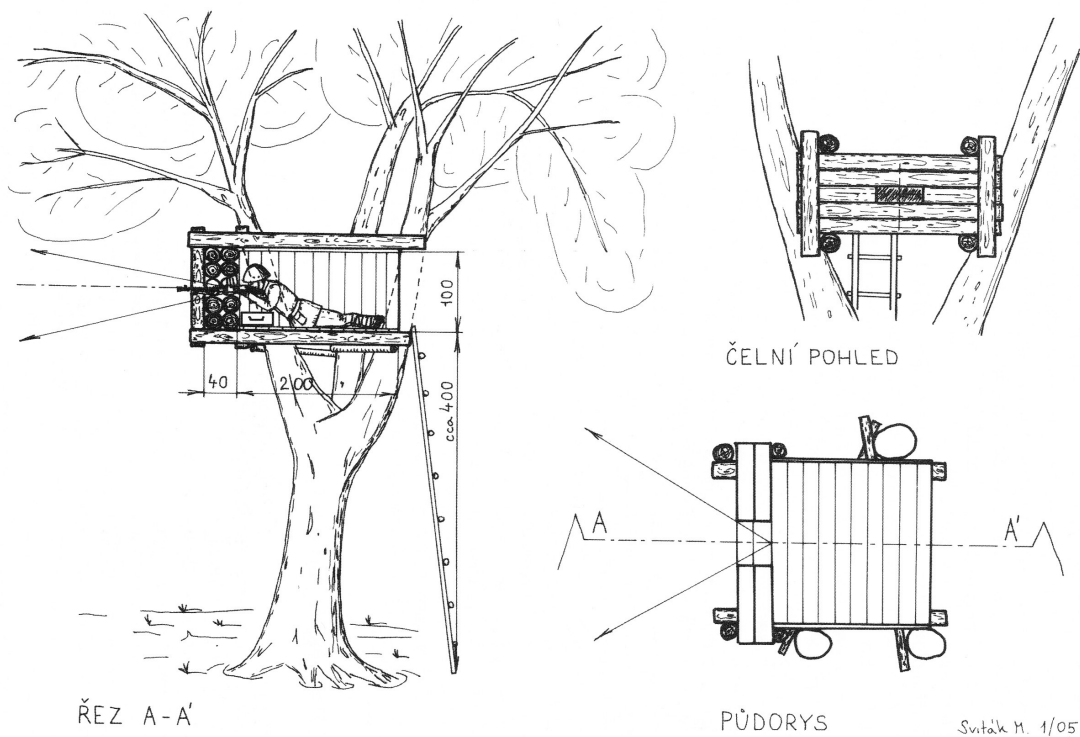 100
40
200
cca 400
ŘEZ A-A'
ČELNÍ POHLED
A
A'
PŮDORYS
Sviták M. 1/05